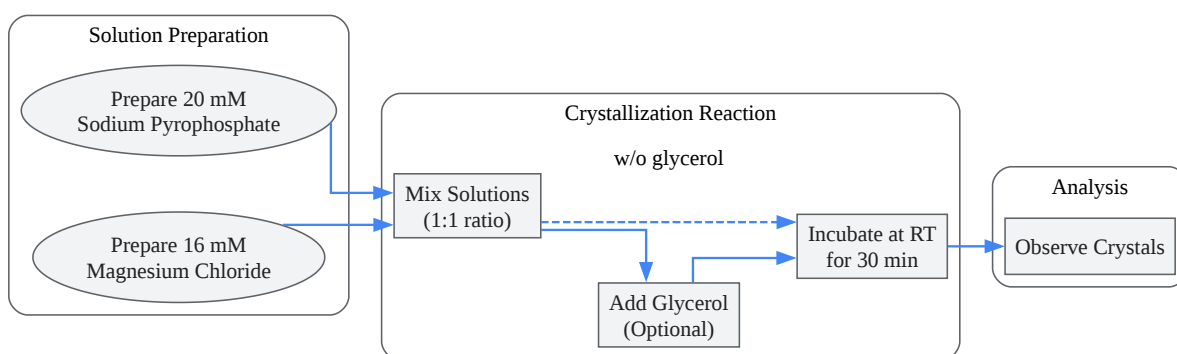 Solution Preparation
Prepare 20 mM
Sodium Pyrophosphate
Prepare 16 mM
Magnesium Chloride
Crystallization Reaction
w/o glycerol
Mix Solutions
(1:1 ratio)
Add Glycerol
(Optional)
Incubate at RT
for 30 min
Analysis
Observe Crystals